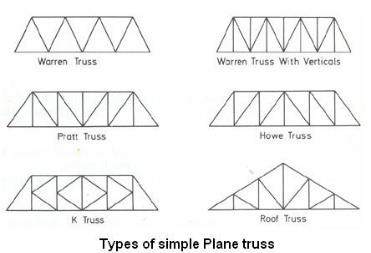 Warren Truss
Warren Truss With Verticals
Pratt Truss
Howe Truss
K Truss
Roof Truss
Types of simple Plane truss